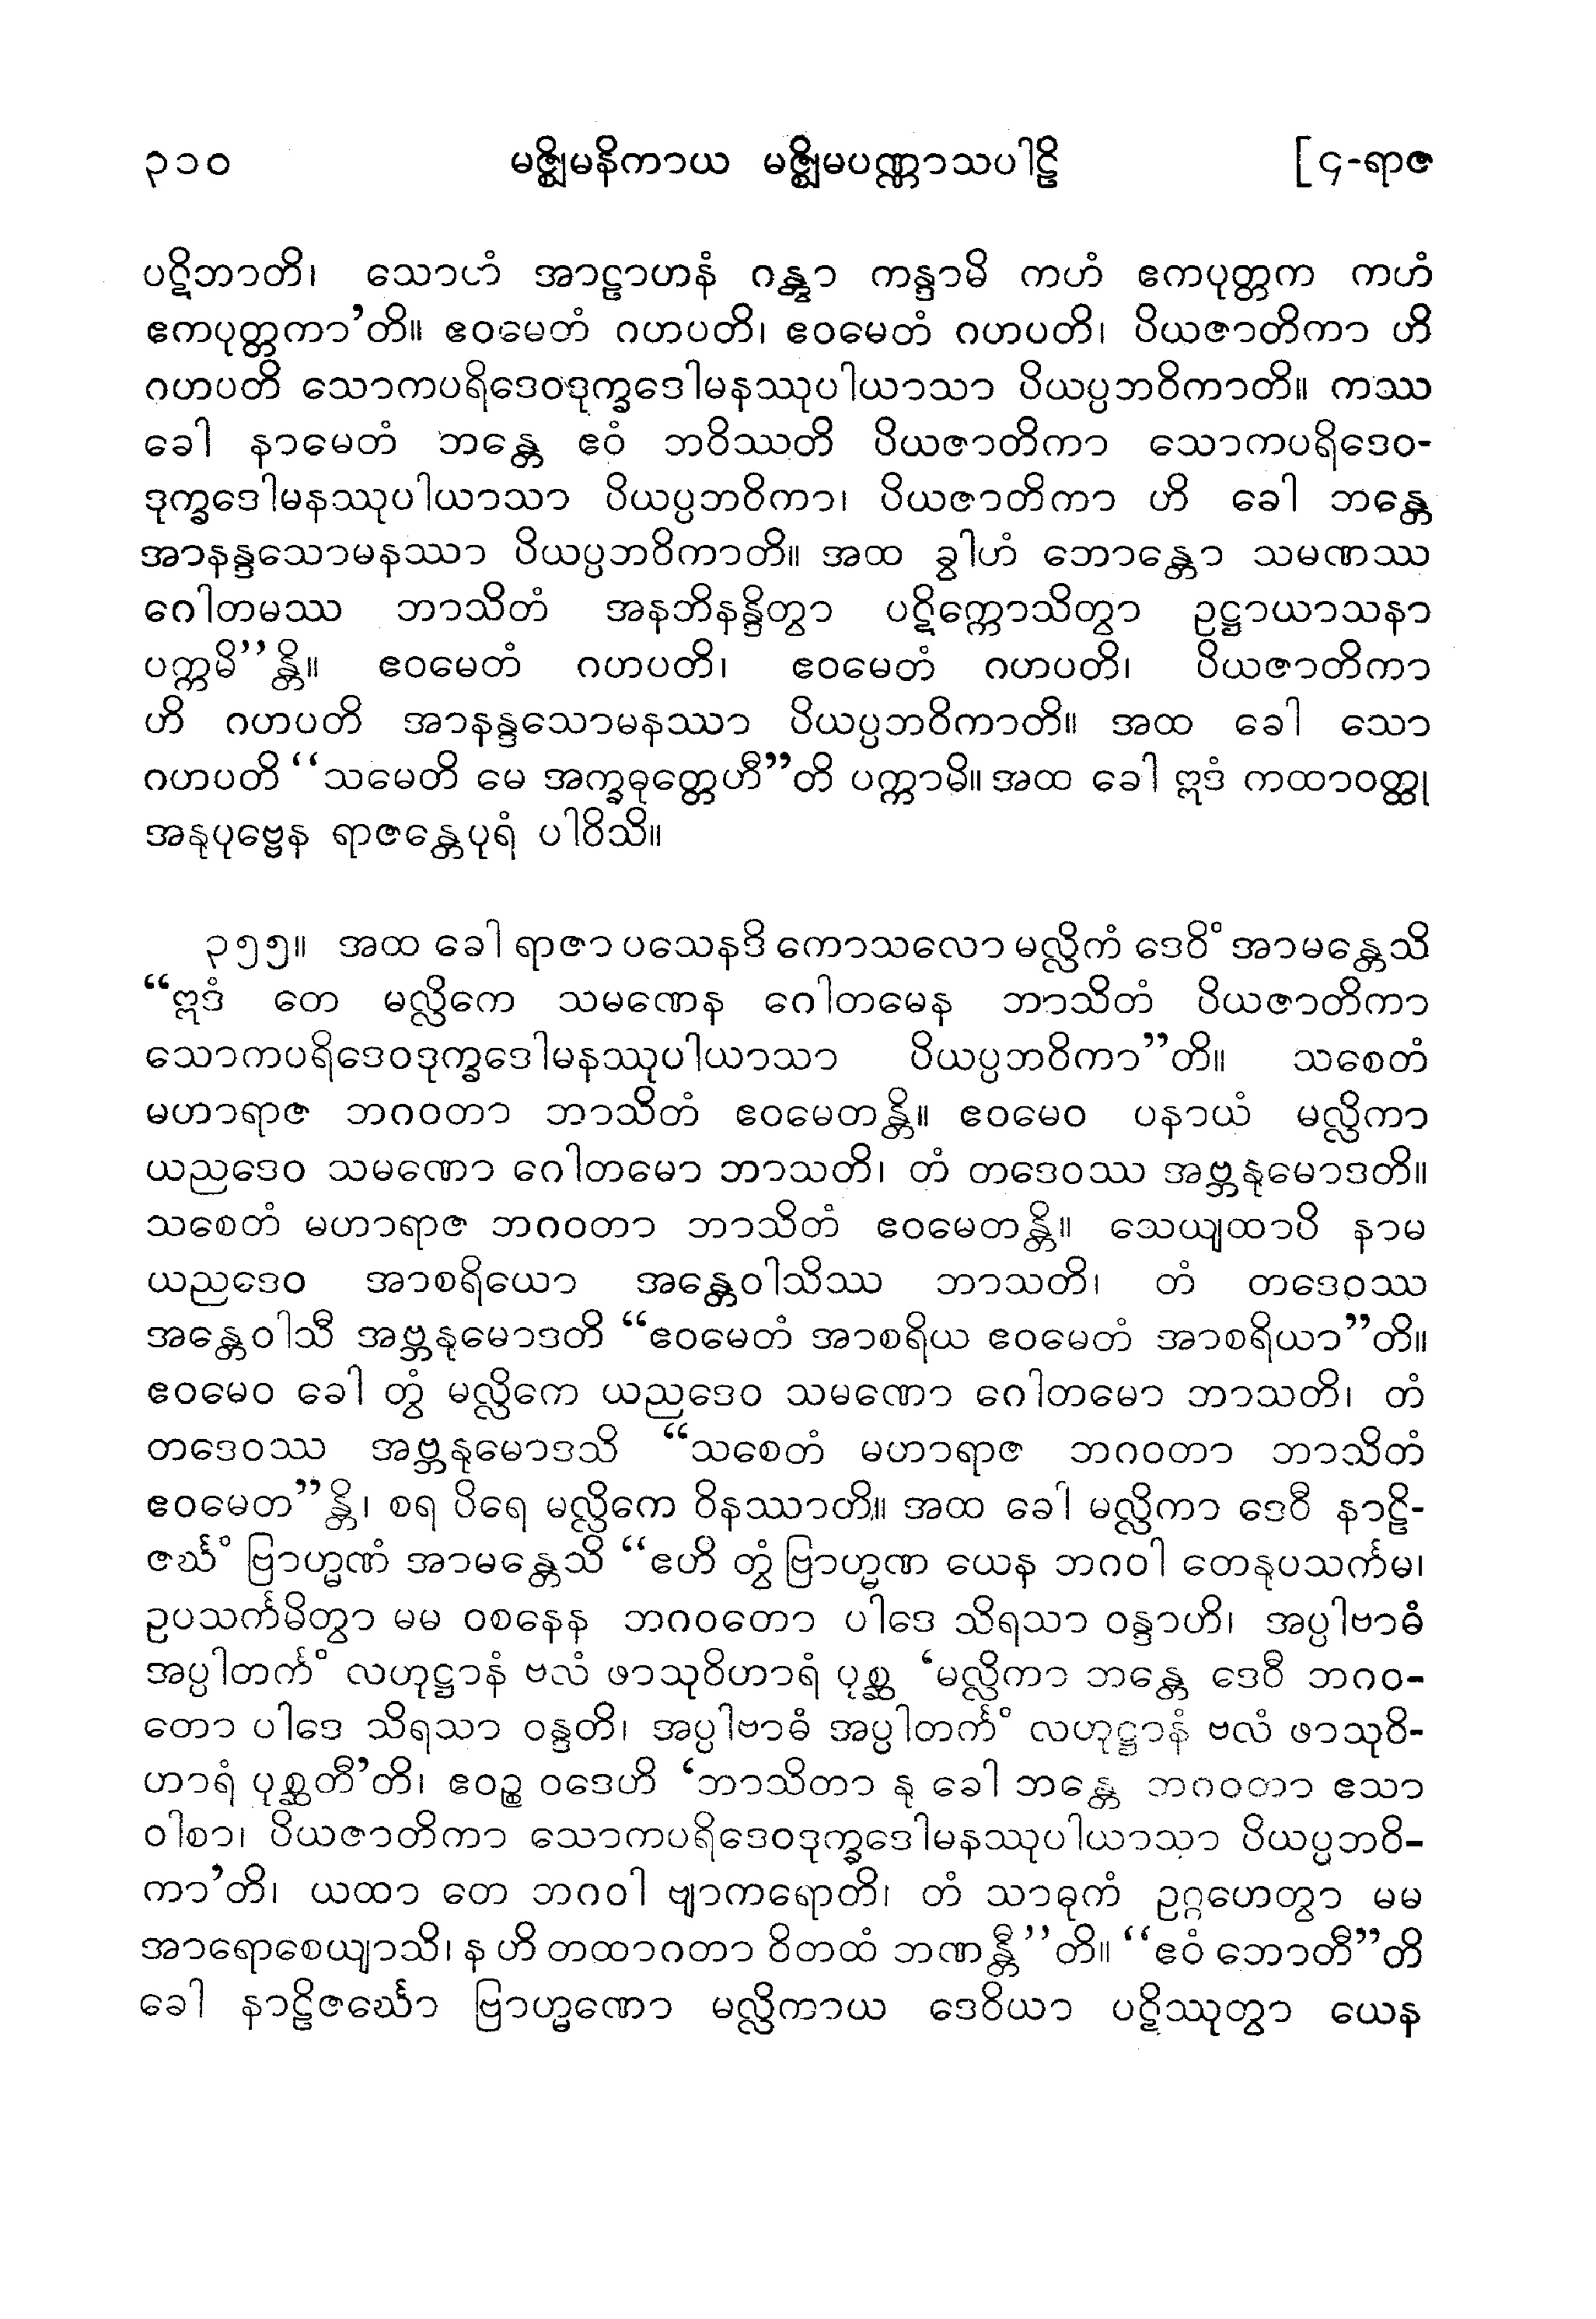 ၃၁၀ မဇ္ဈိမနိကာယ မဇ္ဈိမပဏ္ဏာသပါဠိ [၄-ရာဇ
ပဋိဘာတိ၊ သောဟံ အာဠာဟနံ ဂန္တွာ ကန္ဒာမိ ကဟံ ဧကပုတ္တက ကဟံ
ဧကပုတ္တကာ’တိ။ ဧဝမေတံ ဂဟပတိ၊ ဧဝမေတံ ဂဟပတိ၊ ပိယဇာတိကာ ဟိ
ဂဟပတိ သောကပရိဒေဝဒုက္ခဒေါမနဿုပါယာသာ ပိယပ္ပဘဝိကာတိ။ ကဿ
ခေါ နာမေတံ ဘန္တေ ဧဝံ ဘဝိဿတိ ပိယဇာတိကာ သောကပရိဒေဝ-
ဒုက္ခဒေါမနဿုပါယာသာ ပိယပ္ပဘဝိကာ၊ ပိယဇာတိကာ ဟိ ခေါ ဘန္တေ
အာနန္ဒသောမနဿာ ပိယပ္ပဘဝိကာတိ။ အထ ခွါဟံ ဘောန္တော သမဏဿ
ဂေါတမဿ ဘာသိတံ အနဘိနန္ဒိတွာ ပဋိက္ကောသိတွာ ဥဋ္ဌာယာသနာ
ပက္ကမိ’’န္တိ။ ဧဝမေတံ ဂဟပတိ၊ ဧဝမေတံ ဂဟပတိ၊ ပိယဇာတိကာ
ဟိ ဂဟပတိ အာနန္ဒသောမနဿာ ပိယပ္ပဘဝိကာတိ။ အထ ခေါ သော
ဂဟပတိ “သမေတိ မေ အက္ခဓုတ္တေဟီ”တိ ပက္ကာမိ။ အထ ခေါ ဣဒံ ကထာဝတ္ထု
အနုပုဗ္ဗေန ရာဇန္တေပုရံ ပါဝိသိ။
၃၅၅။ အထ ခေါ ရာဇာ ပသေနဒိ ကောသလော မလ္လိကံ ဒေဝိံ အာမန္တေသိ
“ဣဒံ တေ မလ္လိကေ သမဏေန ဂေါတမေန ဘာသိတံ ပိယဇာတိကာ
သောကပရိဒေဝဒုက္ခဒေါမနဿုပါယာသာ ပိယပ္ပဘဝိကာ”တိ။ သစေတံ
မဟာရာဇ ဘဂဝတာ ဘာသိတံ ဧဝမေတန္တိ။ ဧဝမေဝ ပနာယံ မလ္လိကာ
ယညဒေဝ သမဏော ဂေါတမော ဘာသတိ၊ တံ တဒေဝဿ အဗ္ဘနုမောဒတိ။
သစေတံ မဟာရာဇ ဘဂဝတာ ဘာသိတံ ဧဝမေတန္တိ။ သေယျထာပိ နာမ
ယညဒေဝ အာစရိယော အန္တေဝါသိဿ ဘာသတိ၊ တံ တဒေဝဿ
အန္တေဝါသီ အဗ္ဘနုမောဒတိ “ဧဝမေတံ အာစရိယ ဧဝမေတံ အာစရိယာ”တိ။
ဧဝမေဝ ခေါ တွံ မလ္လိကေ ယညဒေဝ သမဏော ဂေါတမော ဘာသတိ၊ တံ
တဒေဝဿ အဗ္ဘနုမောဒသိ “သစေတံ မဟာရာဇ ဘဂဝတာ ဘာသိတံ
ဧဝမေတ”န္တိ၊ စရ ပိရေ မလ္လိကေ ဝိနဿာတိ။ အထ ခေါ မလ္လိကာ ဒေဝီ နာဠိ-
ဇင်္ဃံ ဗြာဟ္မဏံ အာမန္တေသိ “ဧဟိ တွံ ဗြာဟ္မဏ ယေန ဘဂဝါ တေနုပသင်္ကမ၊
ဥပသင်္ကမိတွာ မမ ဝစနေန ဘဂဝတော ပါဒေ သိရသာ ဝန္ဒာဟိ၊ အပ္ပါဗာဓံ
အပ္ပါတင်္ကံ လဟုဋ္ဌာနံ ဗလံ ဖာသုဝိဟာရံ ပုစ္ဆ ‘မလ္လိကာ ဘန္တေ ဒေဝီ ဘဂဝ-
တော ပါဒေ သိရသာ ဝန္ဒတိ၊ အပ္ပါဗာဓံ အပ္ပါတင်္ကံ လဟုဋ္ဌာနံ ဗလံ ဖာသုဝိ-
ဟာရံ ပုစ္ဆတီ’တိ၊ ဧဝဉ္စ ဝဒေဟိ ‘ဘာသိတာ နု ခေါ ဘန္တေ ဘဂဝတာ ဧသာ
ဝါစာ၊ ပိယဇာတိကာ သောကပရိဒေဝဒုက္ခဒေါမနဿုပါယာသာ ပိယပ္ပဘဝိ-
ကာ’တိ၊ ယထာ တေ ဘဂဝါ ဗျာကရောတိ၊ တံ သာဓုကံ ဥဂ္ဂဟေတွာ မမ
အာရောစေယျာသိ၊ န ဟိ တထာဂတာ ဝိတထံ ဘဏန္တီ’’တိ။ “ဧဝံ ဘောတီ”တိ
ခေါ နာဠိဇင်္ဃော ဗြာဟ္မဏော မလ္လိကာယ ဒေဝိယာ ပဋိဿုတွာ ယေန